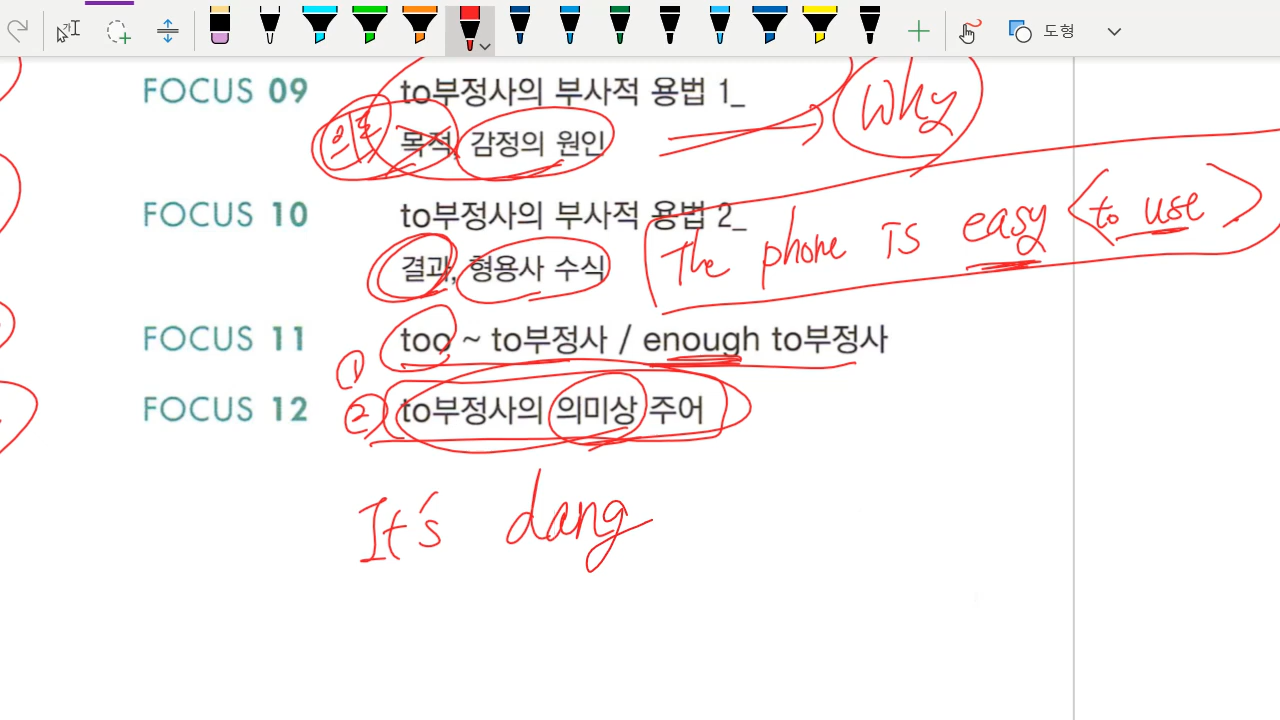 도형
FOCUS 09 to부정사의 부사적 용법 1_
의도 목적, 감정의 원인
Why
FOCUS 10 to부정사의 부사적 용법 2_
결과, 형용사 수식
The phone is easy <to use>
FOCUS 11 too ~ to부정사 / enough to부정사
①
FOCUS 12 ② to부정사의 의미상 주어
It's dang